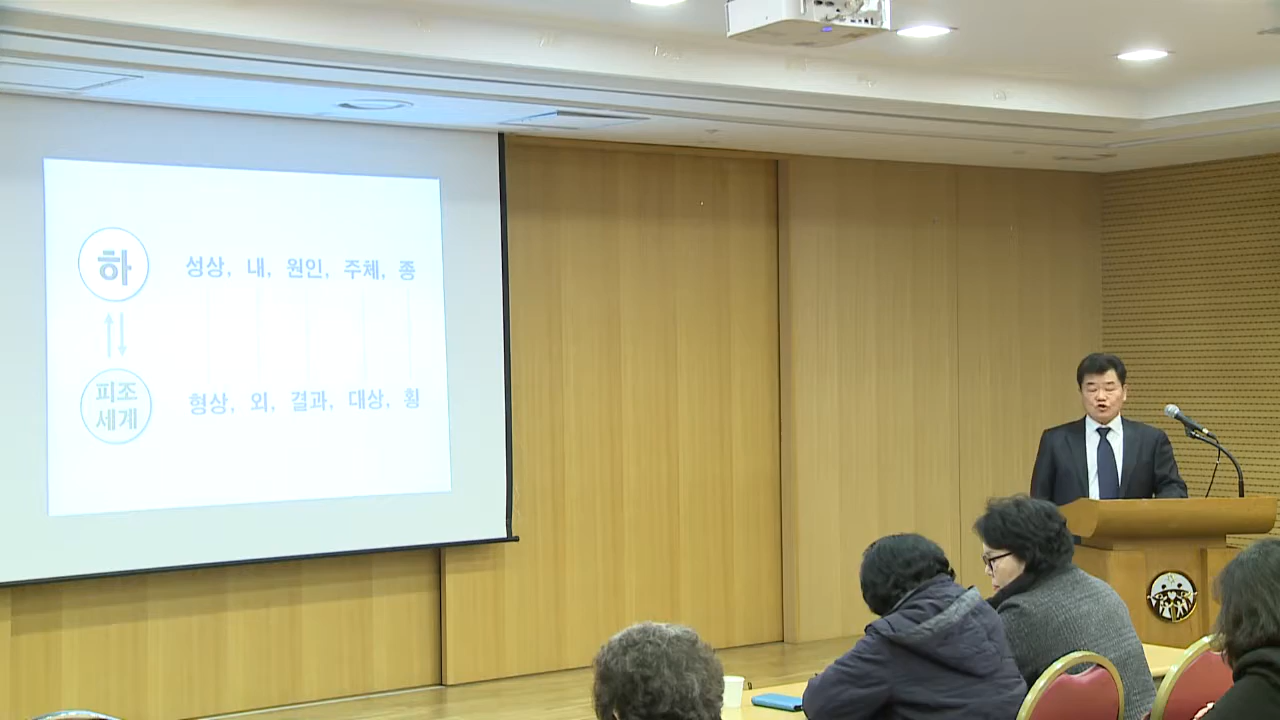 하 성상, 내, 원인, 주체, 종
피조
세계
형상, 외, 결과, 대상, 횡